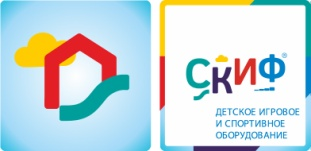 СКИФ®
ДЕТСКОЕ ИГРОВОЕ
И СПОРТИВНОЕ
ОБОРУДОВАНИЕ